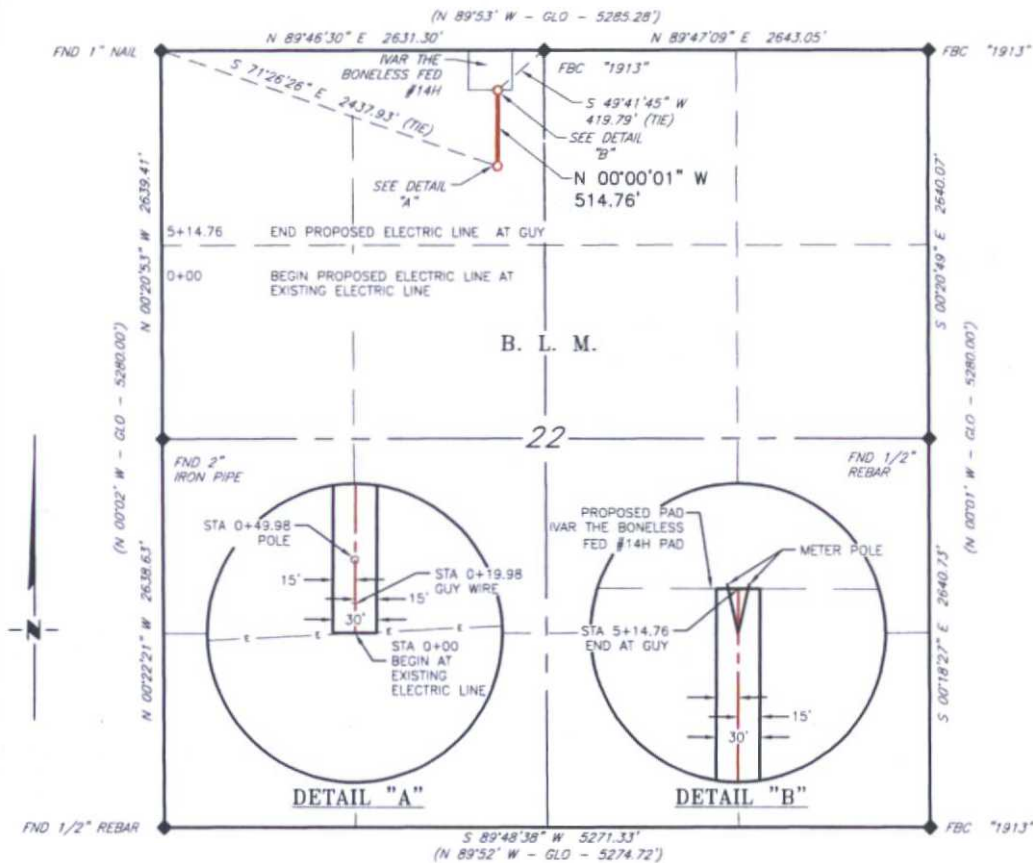 (N 89°53' W - GLO - 5285.28')
N 89°46'30" E 2631.30'
N 89°47'09" E 2643.05'
FND 1" NAIL
IVAR THE
BONELESS FED
#14H
FBC "1913"
FBC "1913"
S 71°26'26" E 2437.93' (TIE)
S 49°41'45" W
419.79' (TIE)
SEE DETAIL
"B"
N 00°00'01" W
514.76'
SEE DETAIL
"A"
N 00°20'53" W 2639.41'
S 00°20'49" E 2640.07'
5+14.76 END PROPOSED ELECTRIC LINE AT GUY
0+00 BEGIN PROPOSED ELECTRIC LINE AT
EXISTING ELECTRIC LINE
B. L. M.
(N 00°02' W - GLO - 5280.00')
(N 00°01' W - GLO - 5280.00')
22
FND 2"
IRON PIPE
FND 1/2"
REBAR
N
N 00°22'21" W 2638.63'
S 00°18'27" E 2640.73'
STA 0+49.98
POLE
15'
STA 0+19.98
GUY WIRE
15'
30'
E E E E
STA 0+00
BEGIN AT
EXISTING
ELECTRIC LINE
DETAIL "A"
PROPOSED PAD
IVAR THE BONELESS
FED #14H PAD
METER POLE
STA 5+14.76
END AT GUY
15'
30'
DETAIL "B"
FND 1/2" REBAR
S 89°48'38" W 5271.33'
(N 89°52' W - GLO - 5274.72')
FBC "1913"